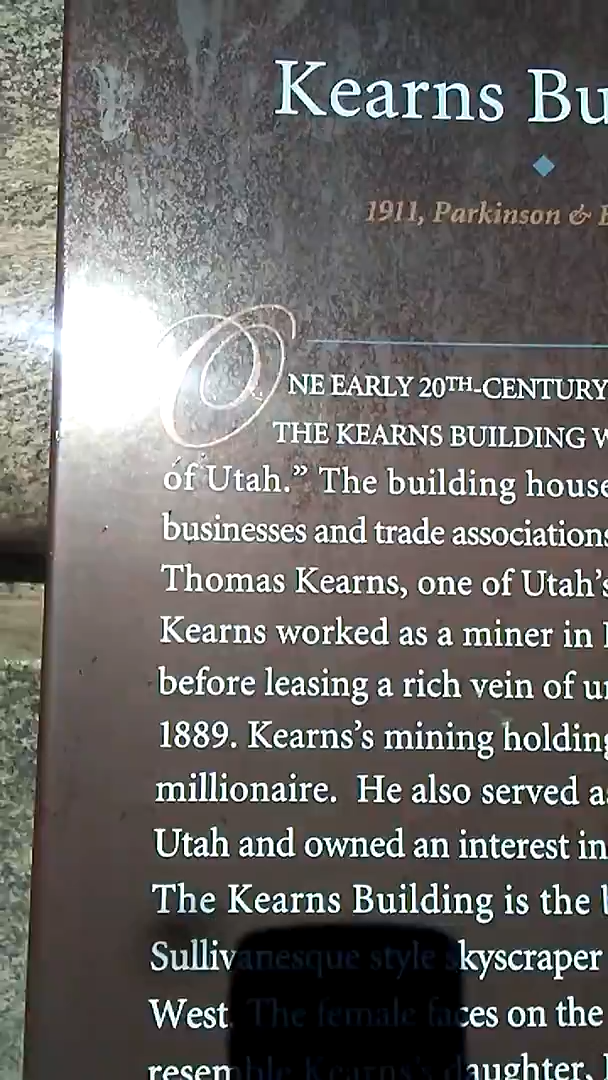 Kearns Bu
1911, Parkinson &
ONE EARLY 20TH-CENTURY
THE KEARNS BUILDING W
of Utah.” The building house
businesses and trade associations
Thomas Kearns, one of Utah’s
Kearns worked as a miner in
before leasing a rich vein of
1889. Kearns’s mining holding
millionaire. He also served a
Utah and owned an interest in
The Kearns Building is the
Sullivanesque style skyscraper
West. The female faces on the
resemble Kearns’s daughter,